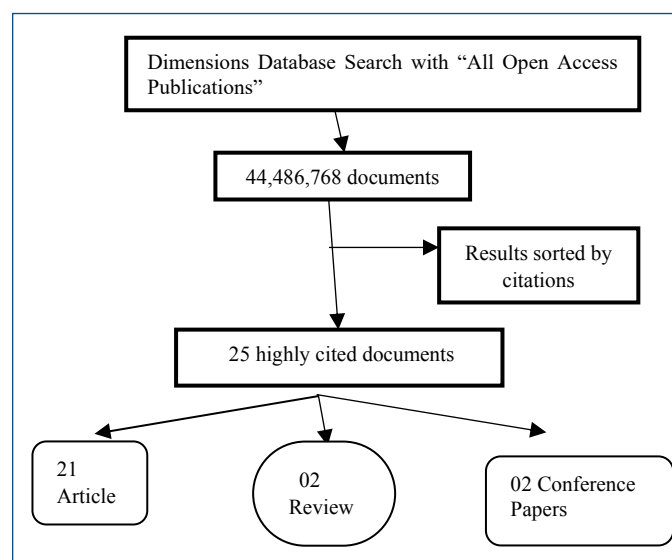 Dimensions Database Search with “All Open Access
Publications”
44,486,768 documents
Results sorted by
citations
25 highly cited documents
21
Article
02
Review
02 Conference
Papers